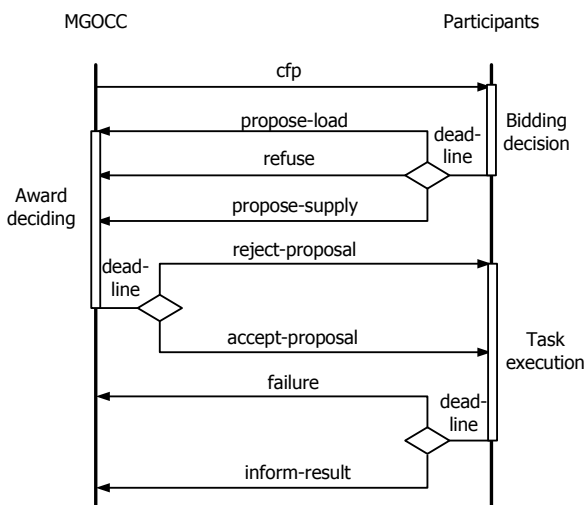 MGOCC
Participants
cfp
propose-load
dead-
line
Bidding
decision
refuse
Award
deciding
propose-supply
reject-proposal
dead-
line
accept-proposal
Task
execution
failure
dead-
line
inform-result